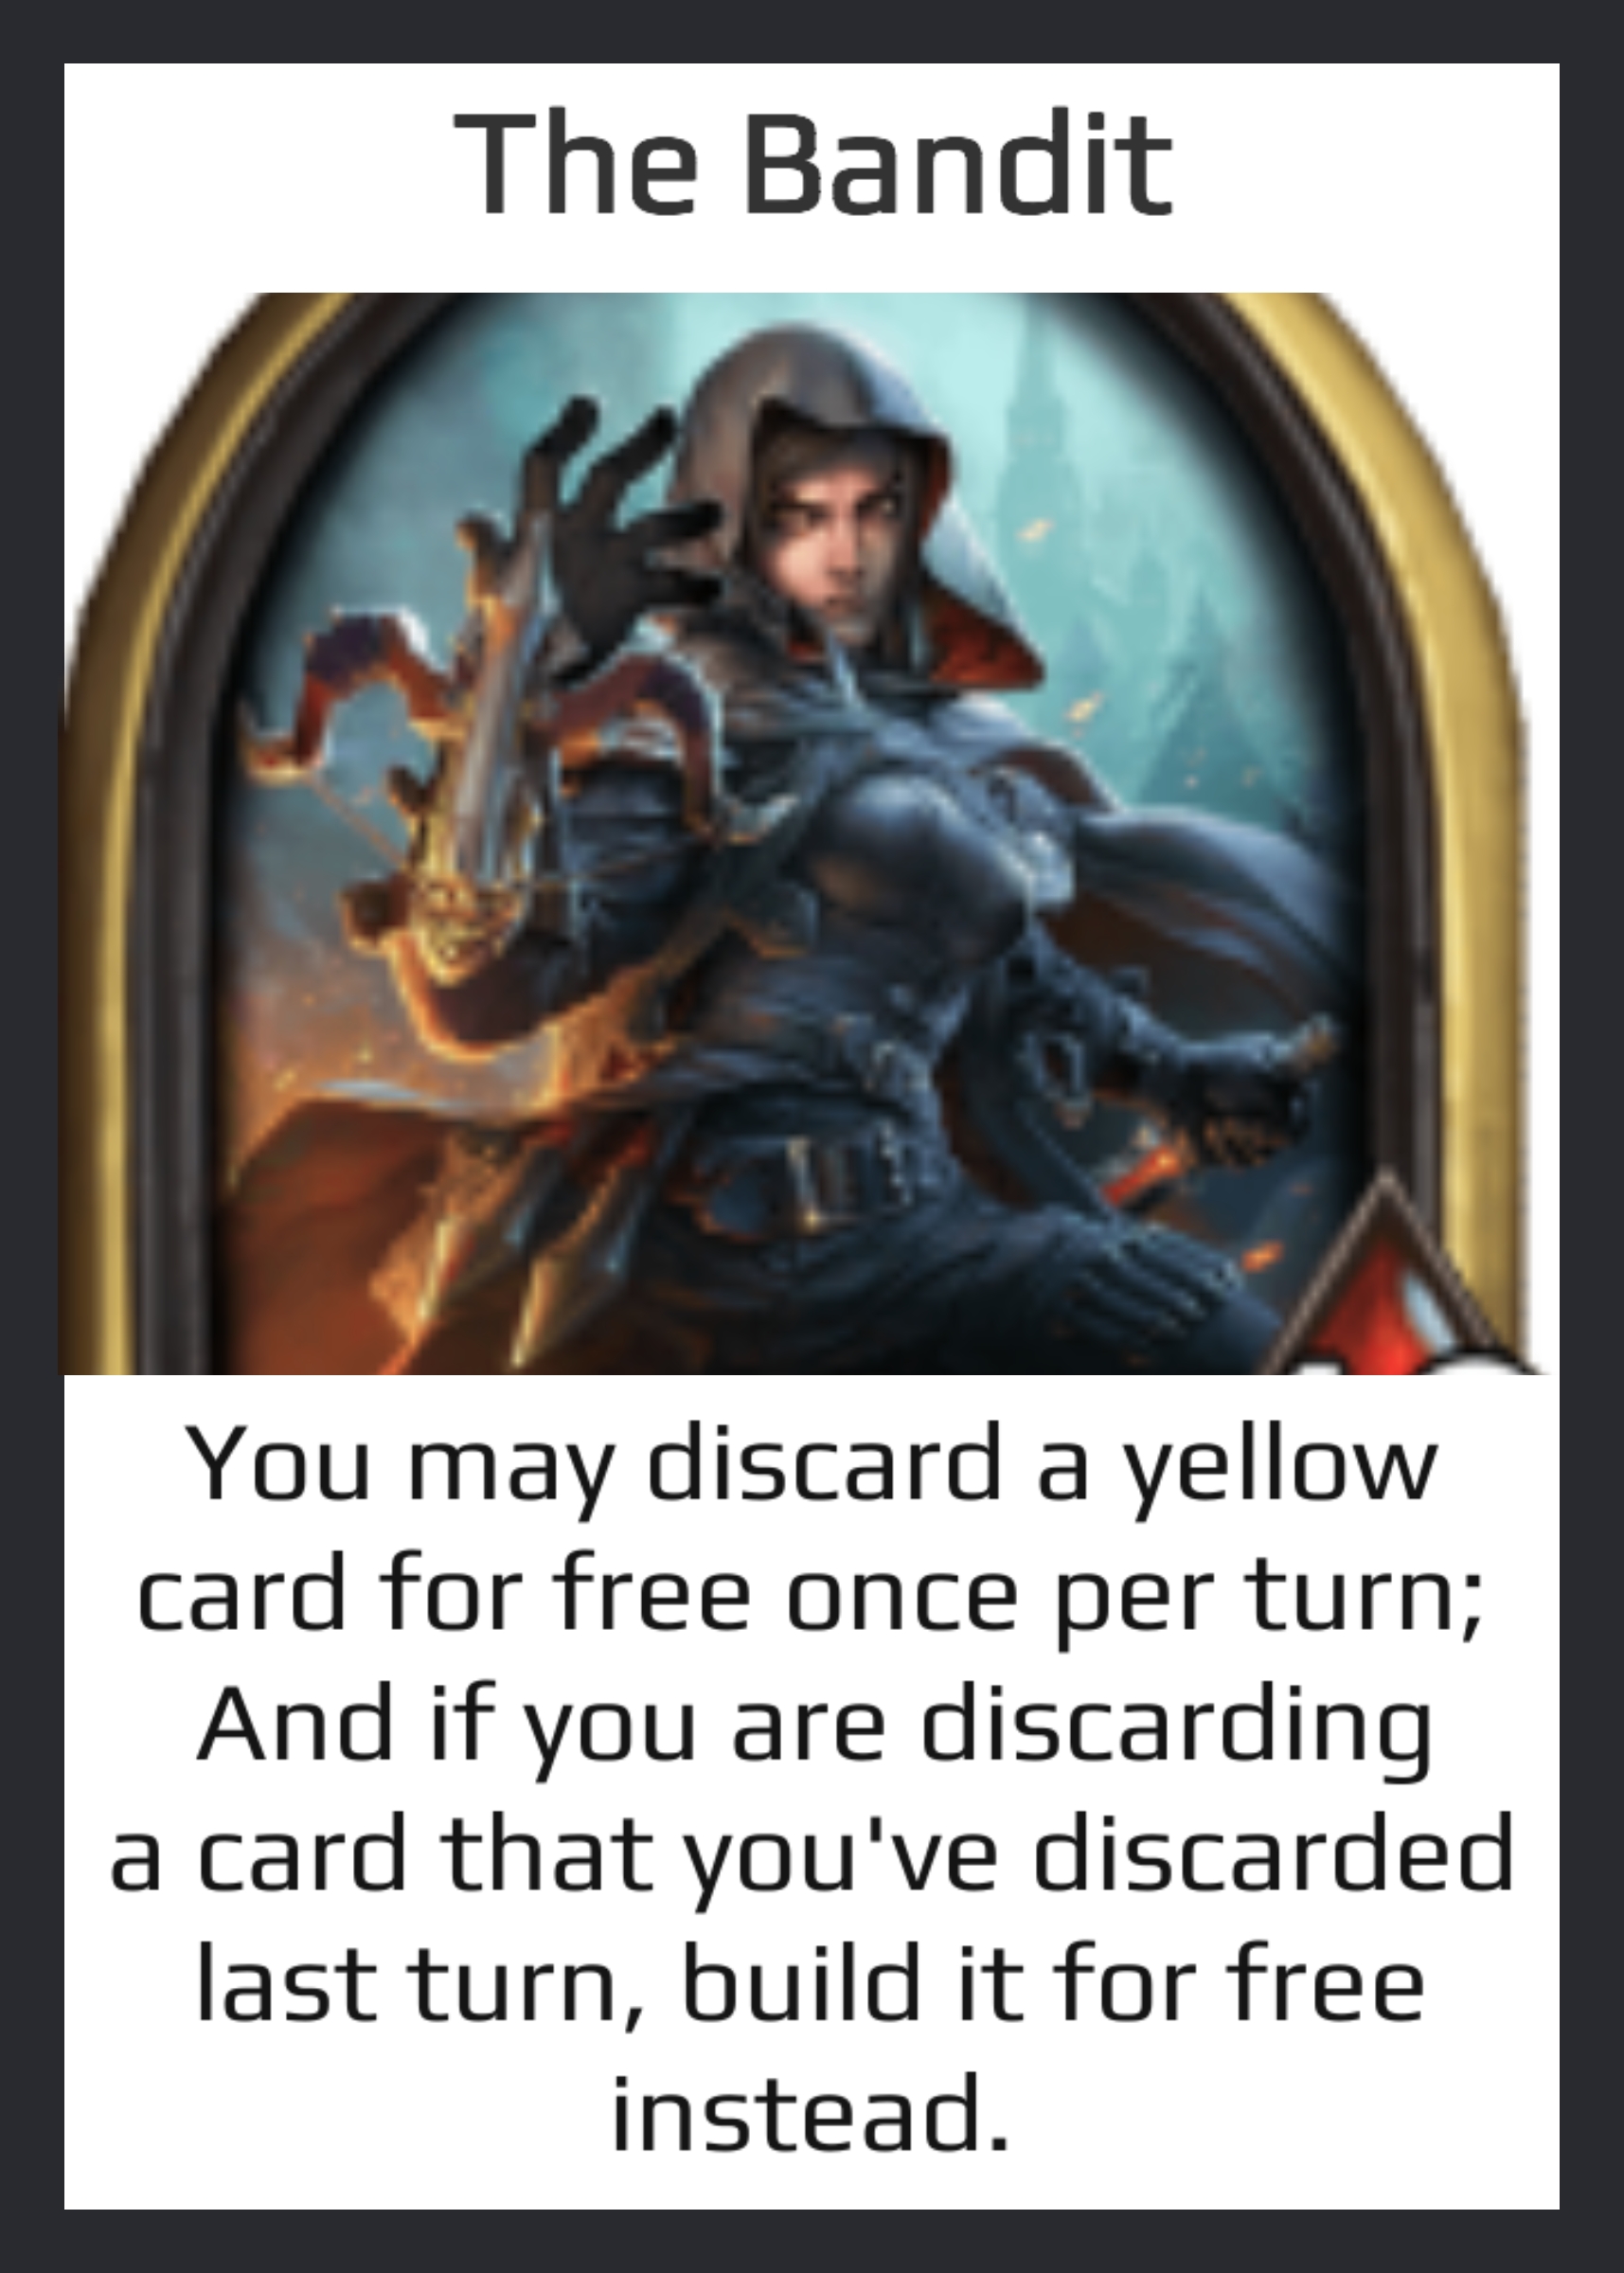 The Bandit
You may discard a yellow
card for free once per turn;
And if you are discarding
a card that you've discarded
last turn, build it for free
instead.